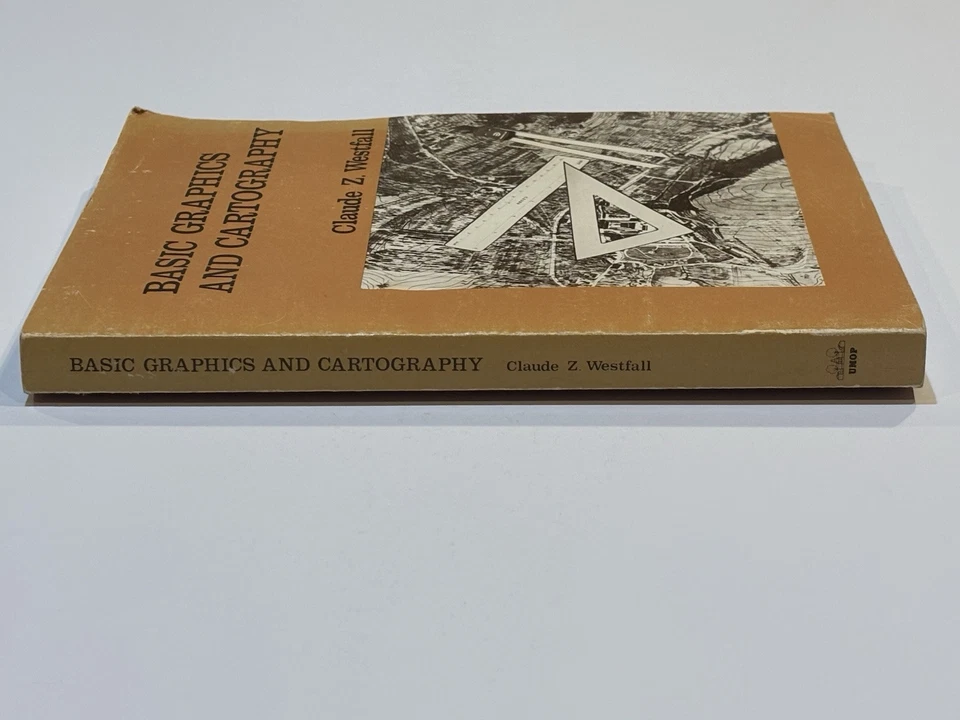 BASIC GRAPHICS
AND CARTOGRAPHY
Claude Z. Westfall
BASIC GRAPHICS AND CARTOGRAPHY Claude Z. Westfall
UMOP